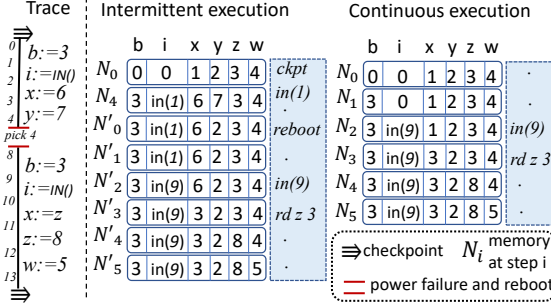 Trace
Intermittent execution
Continuous execution
0
1
2
3
4
pick 4
8
9
10
11
12
13
b:=3
i:=IN()
x:=6
y:=7
b:=3
i:=IN()
x:=z
z:=8
w:=5
b i x y z w
N0 0 0 1 2 3 4 ckpt
N4 3 in(1) 6 7 3 4 in(1)
.
N'0 3 in(1) 6 2 3 4 reboot
N'1 3 in(1) 6 2 3 4 .
N'2 3 in(9) 6 2 3 4 in(9)
N'3 3 in(9) 3 2 3 4 rd z 3
N'4 3 in(9) 3 2 8 4 .
N'5 3 in(9) 3 2 8 5 .
b i x y z w
N0 0 0 1 2 3 4 .
N1 3 0 1 2 3 4 .
N2 3 in(9) 1 2 3 4 in(9)
N3 3 in(9) 3 2 3 4 rd z 3
N4 3 in(9) 3 2 8 4 .
N5 3 in(9) 3 2 8 5 .
checkpoint
Ni memory
at step i
power failure and reboot